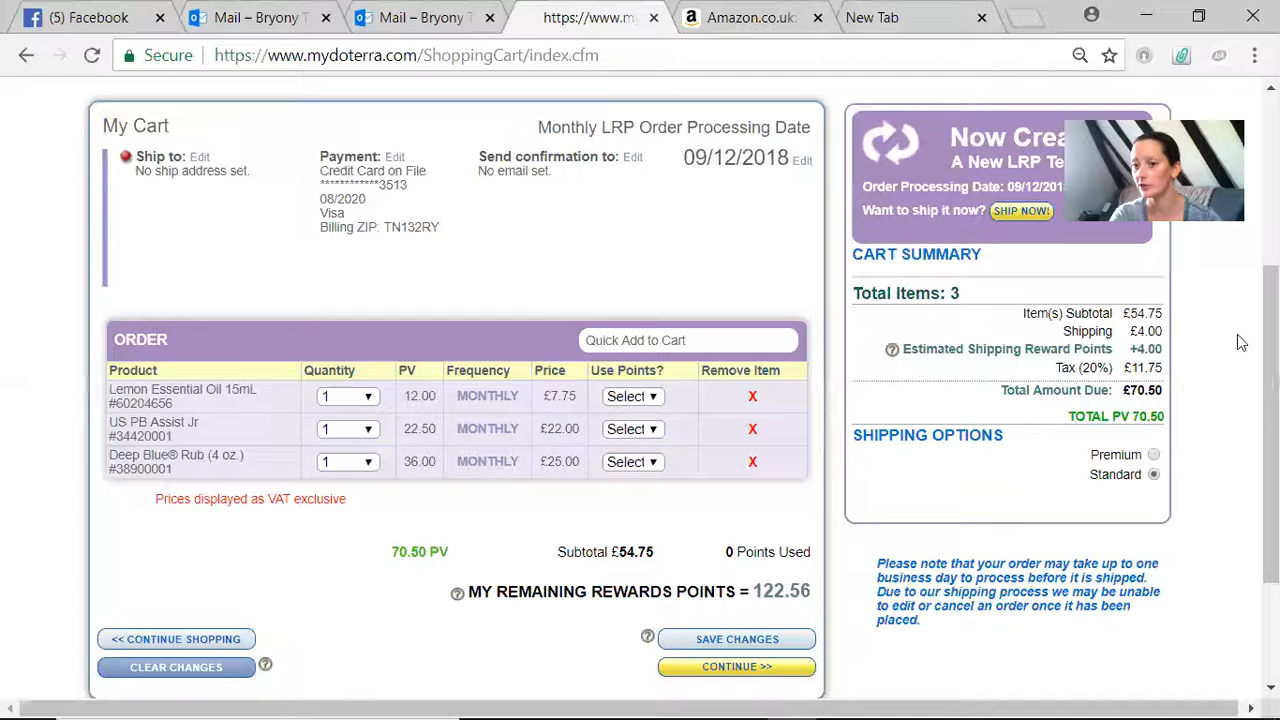 (5) Facebook
Mail – Bryony T
Mail – Bryony T
https://www.my
a
Amazon.co.uk:
New Tab
Secure
https://www.mydoterra.com/ShoppingCart/index.cfm
My Cart
Monthly LRP Order Processing Date
Ship to: Edit
No ship address set.
Payment: Edit
Credit Card on File
************3513
08/2020
Visa
Billing ZIP: TN132RY
Send confirmation to: Edit
No email set.
09/12/2018 Edit
ORDER
Quick Add to Cart
Product Quantity PV Frequency Price Use Points? Remove Item
Lemon Essential Oil 15mL
#60204656
1 12.00 MONTHLY £7.75 Select X
US PB Assist Jr
#34420001
1 22.50 MONTHLY £22.00 Select X
Deep Blue® Rub (4 oz.)
#38900001
1 36.00 MONTHLY £25.00 Select X
Prices displayed as VAT exclusive
70.50 PV Subtotal £54.75 0 Points Used
? MY REMAINING REWARDS POINTS = 122.56
<< CONTINUE SHOPPING
? SAVE CHANGES
CLEAR CHANGES ?
CONTINUE >>
Now Crea
A New LRP Te
Order Processing Date: 09/12/201
Want to ship it now? SHIP NOW!
CART SUMMARY
Total Items: 3
Item(s) Subtotal £54.75
Shipping £4.00
? Estimated Shipping Reward Points +4.00
Tax (20%) £11.75
Total Amount Due: £70.50
TOTAL PV 70.50
SHIPPING OPTIONS
Premium
Standard
Please note that your order may take up to one
business day to process before it is shipped.
Due to our shipping process we may be unable
to edit or cancel an order once it has been
placed.